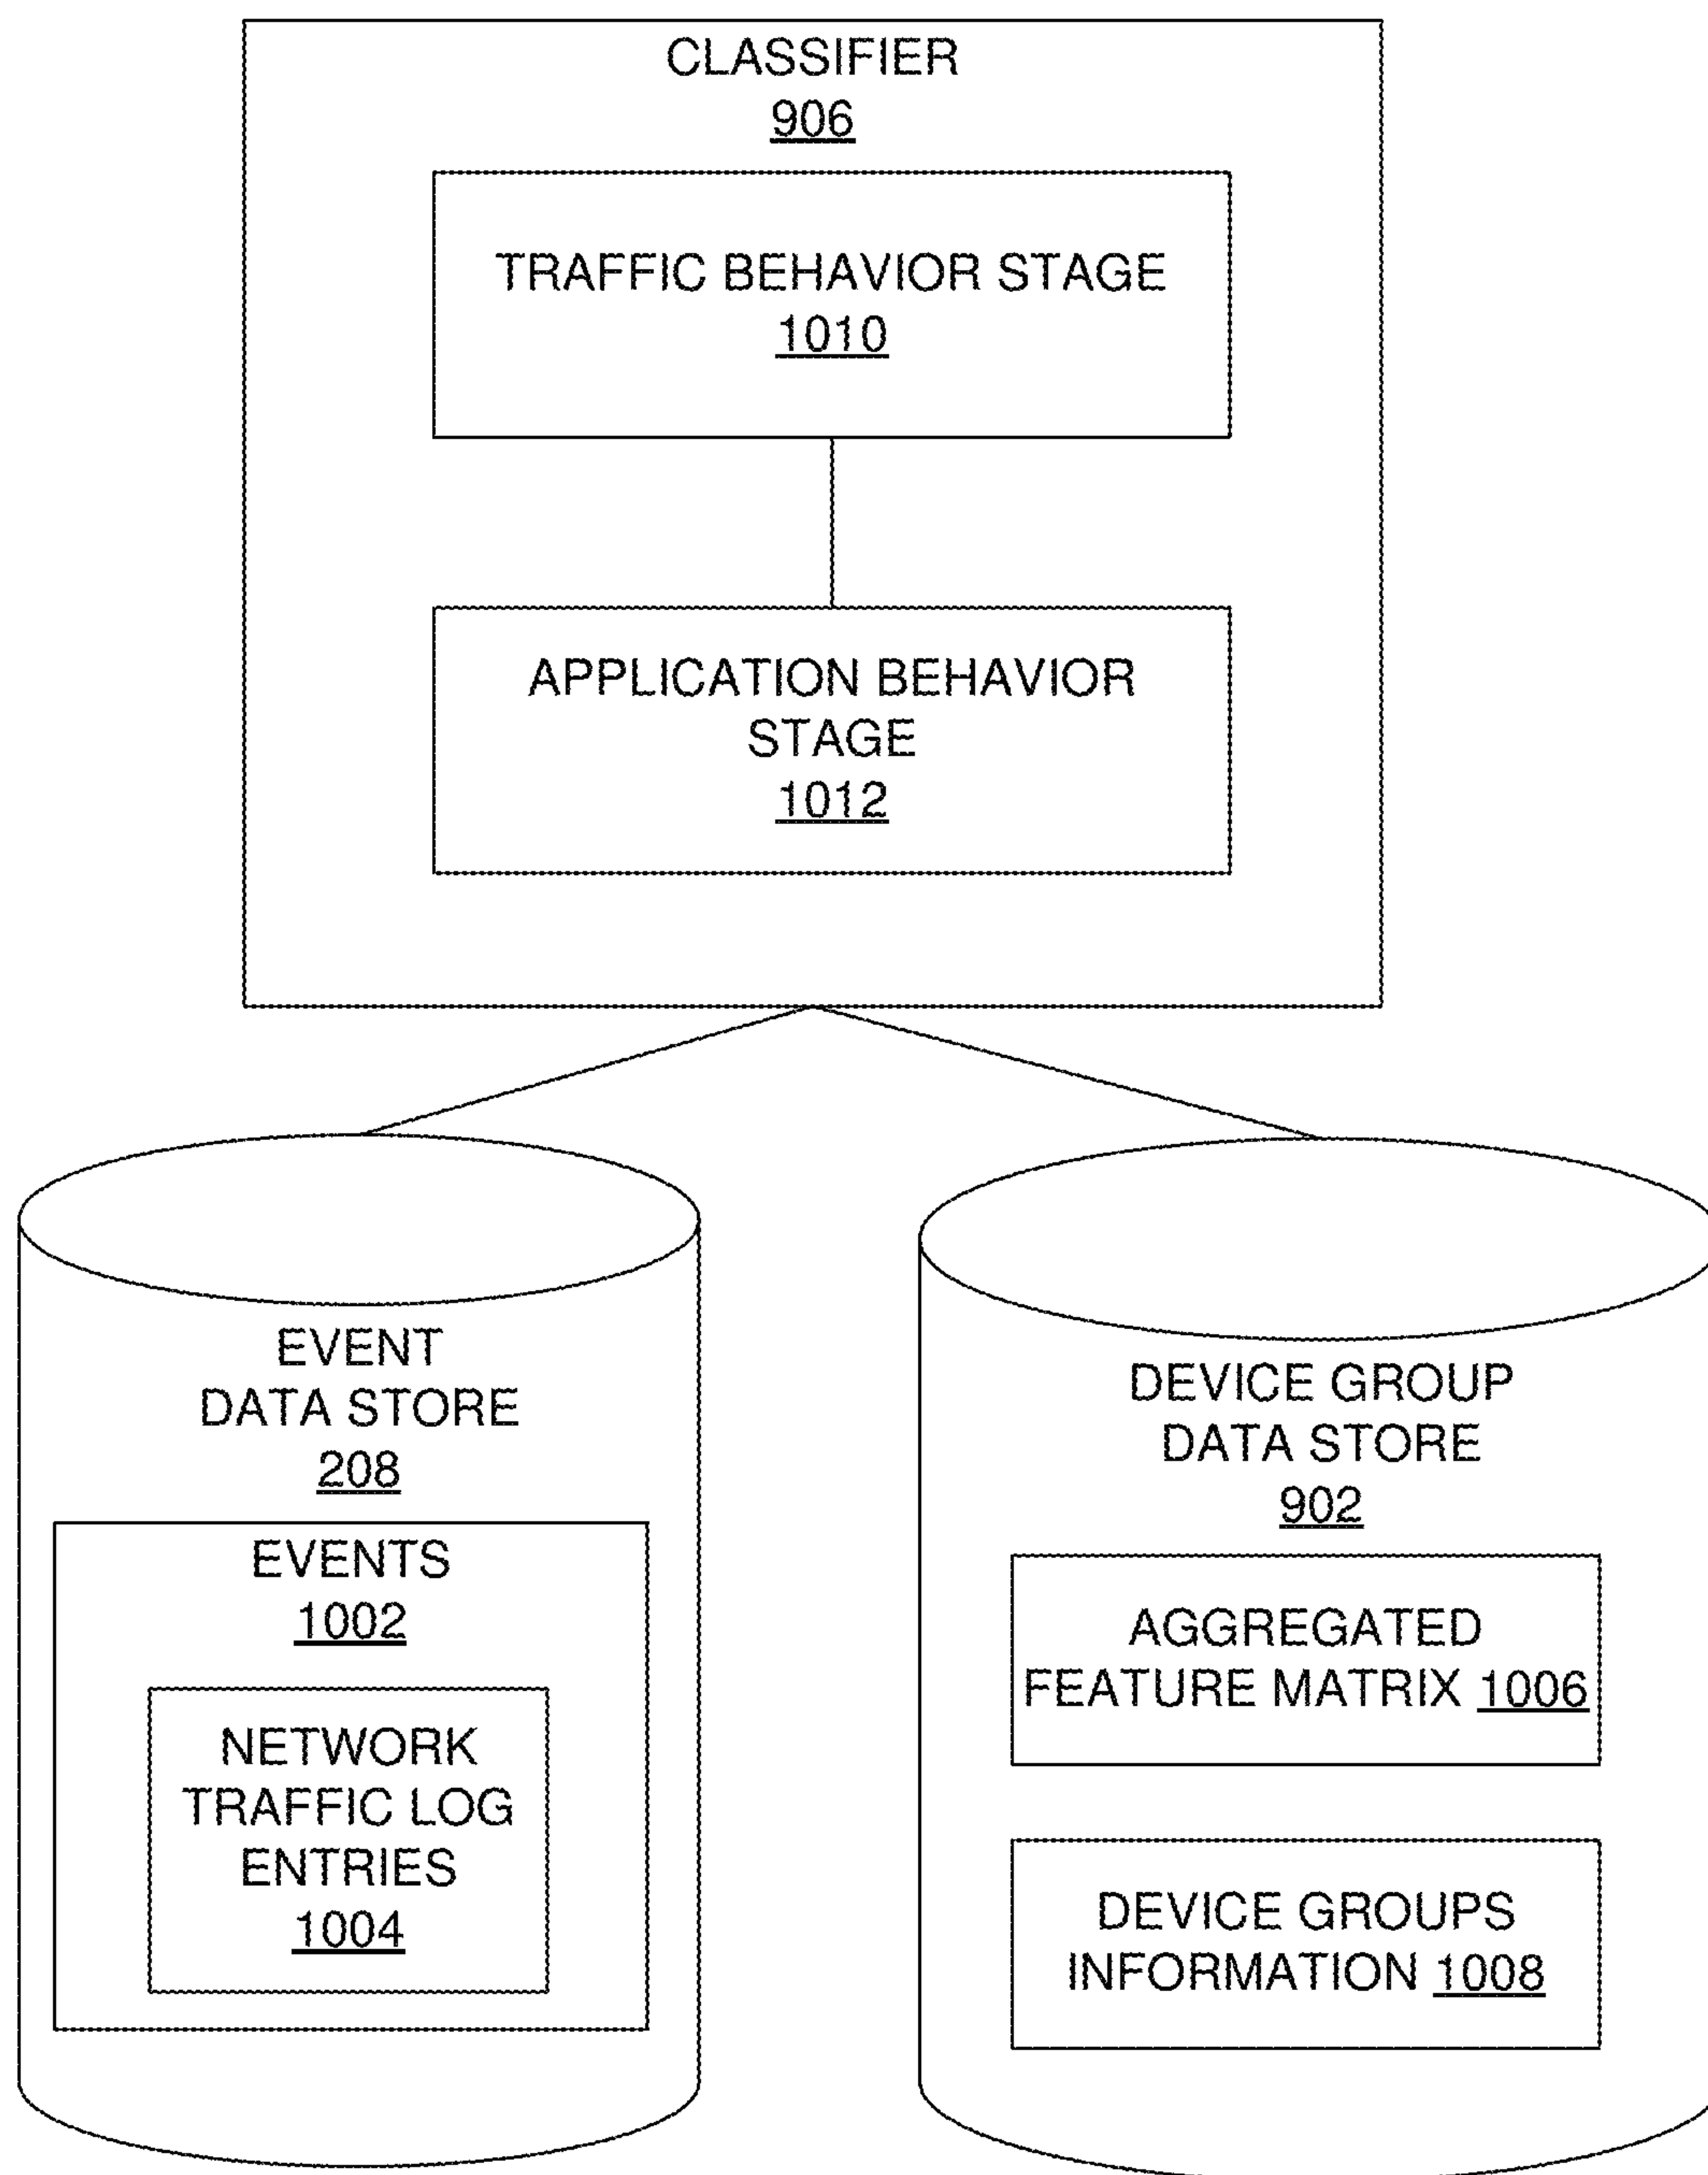 CLASSIFIER
906
TRAFFIC BEHAVIOR STAGE
1010
APPLICATION BEHAVIOR
STAGE
1012
EVENT
DATA STORE
208
EVENTS
1002
NETWORK
TRAFFIC LOG
ENTRIES
1004
DEVICE GROUP
DATA STORE
902
AGGREGATED
FEATURE MATRIX 1006
DEVICE GROUPS
INFORMATION 1008